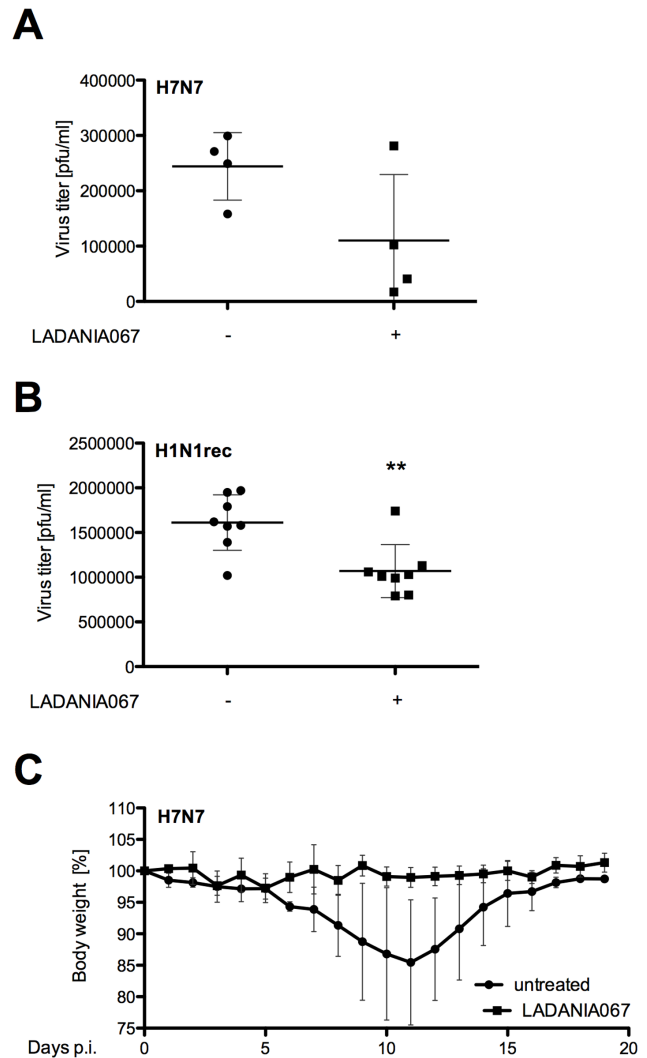 A
H7N7
400000
300000
200000
100000
0
Virus titer [pfu/ml]
LADANIA067 - +
B
H1N1rec
**
2500000
2000000
1500000
1000000
500000
0
Virus titer [pfu/ml]
LADANIA067 - +
C
H7N7
110
105
100
95
90
85
80
75
Body weight [%]
untreated
LADANIA067
Days p.i. 0 5 10 15 20